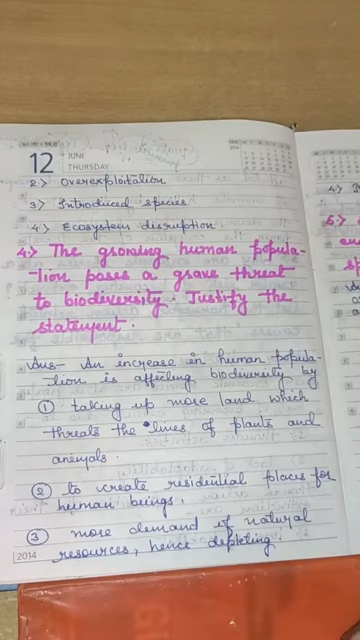 12 JUNE
THURSDAY
2> Overexploitation
3> Introduced species
4> Ecosystem disruption.
4.> The growing human popula-
-tion poses a grave threat
to biodiversity. Justify the
statement.
Ans- An increase in human popula-
-tion is affecting biodiversity by
① taking up more land which
threats the lives of plants and
anemals.
② to create residential places for
human beings.
③ more demand of natural
resources, hence depleting.
2014